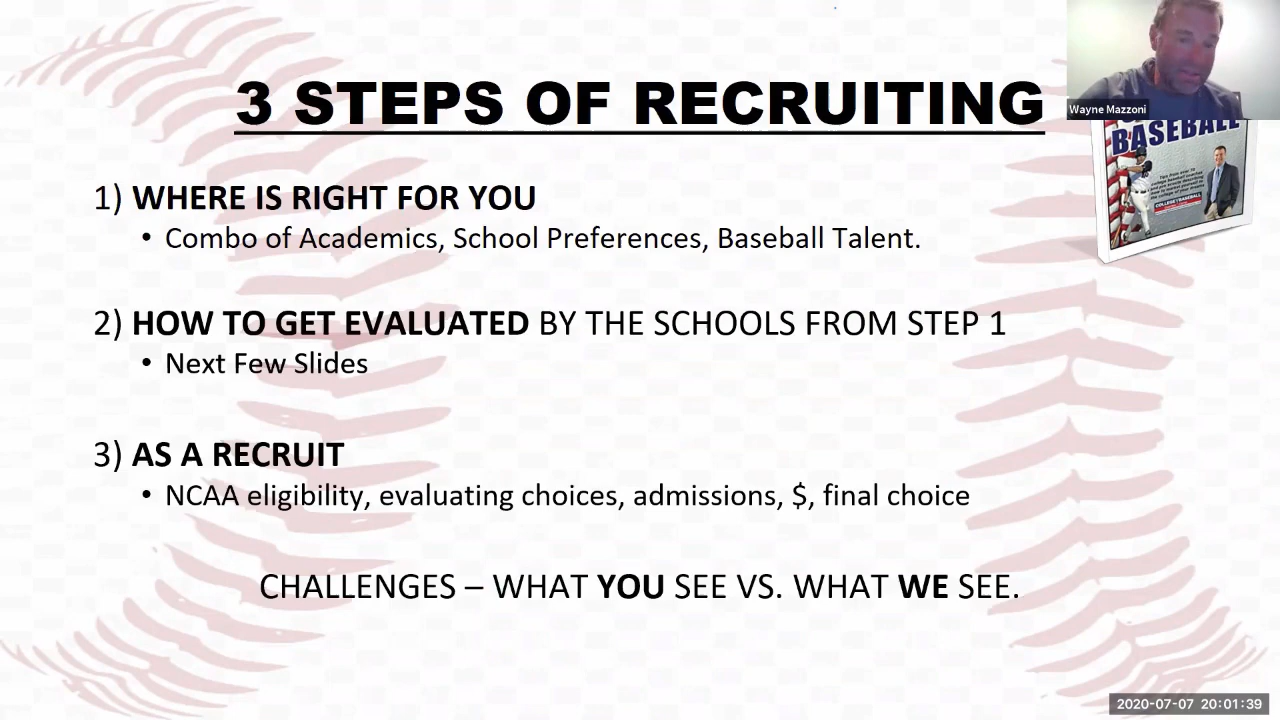 3 STEPS OF RECRUITING
Wayne Mazzoni
BASEBALL
COLLEGE BASEBALL
1) WHERE IS RIGHT FOR YOU
• Combo of Academics, School Preferences, Baseball Talent.
2) HOW TO GET EVALUATED BY THE SCHOOLS FROM STEP 1
• Next Few Slides
3) AS A RECRUIT
• NCAA eligibility, evaluating choices, admissions, $, final choice
CHALLENGES – WHAT YOU SEE VS. WHAT WE SEE.
2020-07-07 20:01:39